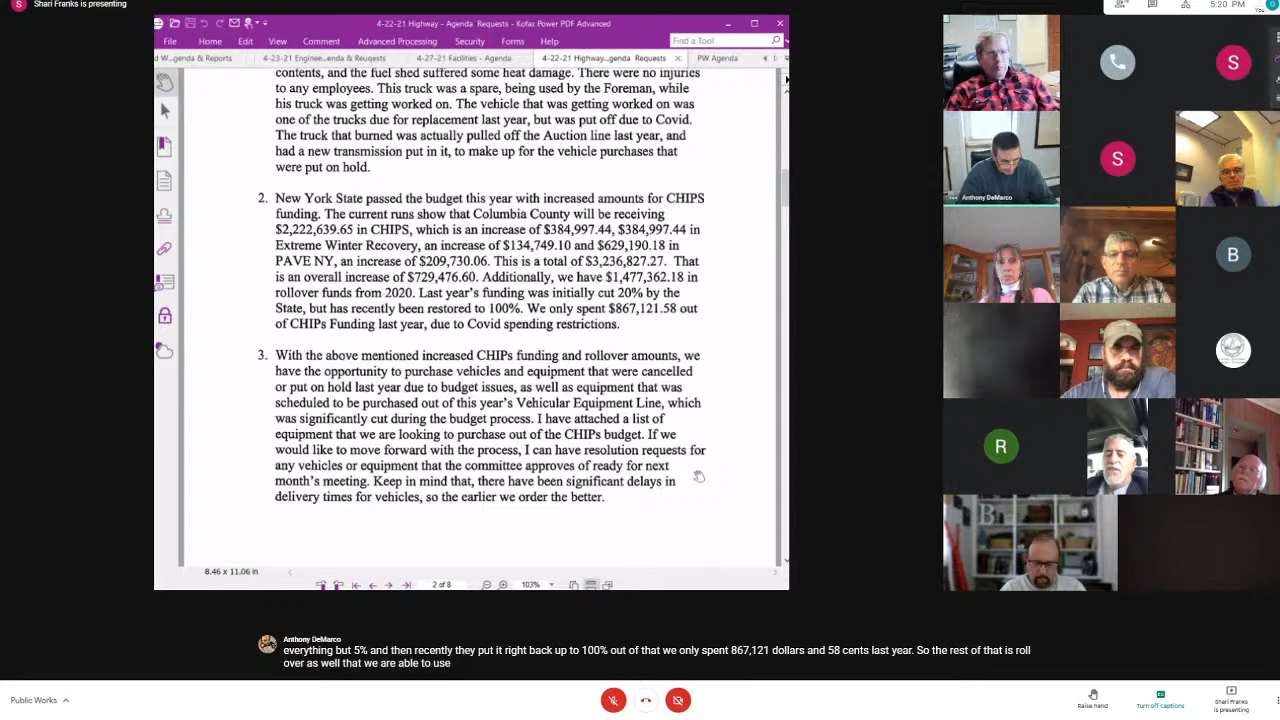 Shari Franks is presenting
5:20 PM
You
4-22-21 Highway - Agenda Requests - Kofax Power PDF Advanced
File Home Edit View Comment Advanced Processing Security Forms Help Find a Tool
d W...genda & Reports 4-23-21 Enginee...enda & Reuqests 4-27-21 Facilities - Agenda 4-22-21 Highway...genda Requests PW Agenda
contents, and the fuel shed suffered some heat damage. There were no injuries
to any employees. This truck was a spare, being used by the Foreman, while
his truck was getting worked on. The vehicle that was getting worked on was
one of the trucks due for replacement last year, but was put off due to Covid.
The truck that burned was actually pulled off the Auction line last year, and
had a new transmission put in it, to make up for the vehicle purchases that
were put on hold.
2. New York State passed the budget this year with increased amounts for CHIPS
funding. The current runs show that Columbia County will be receiving
$2,222,639.65 in CHIPS, which is an increase of $384,997.44, $384,997.44 in
Extreme Winter Recovery, an increase of $134,749.10 and $629,190.18 in
PAVE NY, an increase of $209,730.06. This is a total of $3,236,827.27. That
is an overall increase of $729,476.60. Additionally, we have $1,477,362.18 in
rollover funds from 2020. Last year's funding was initially cut 20% by the
State, but has recently been restored to 100%. We only spent $867,121.58 out
of CHIPs Funding last year, due to Covid spending restrictions.
3. With the above mentioned increased CHIPs funding and rollover amounts, we
have the opportunity to purchase vehicles and equipment that were cancelled
or put on hold last year due to budget issues, as well as equipment that was
scheduled to be purchased out of this year's Vehicular Equipment Line, which
was significantly cut during the budget process. I have attached a list of
equipment that we are looking to purchase out of the CHIPs budget. If we
would like to move forward with the process, I can have resolution requests for
any vehicles or equipment that the committee approves of ready for next
month's meeting. Keep in mind that, there have been significant delays in
delivery times for vehicles, so the earlier we order the better.
8.46 x 11.06 in
2 of 8 103%
S
S
Anthony DeMarco
B
R
B
Anthony DeMarco
everything but 5% and then recently they put it right back up to 100% out of that we only spent 867,121 dollars and 58 cents last year. So the rest of that is roll
over as well that we are able to use
Public Works
Raise hand
Turn off captions
Shari Franks
is presenting